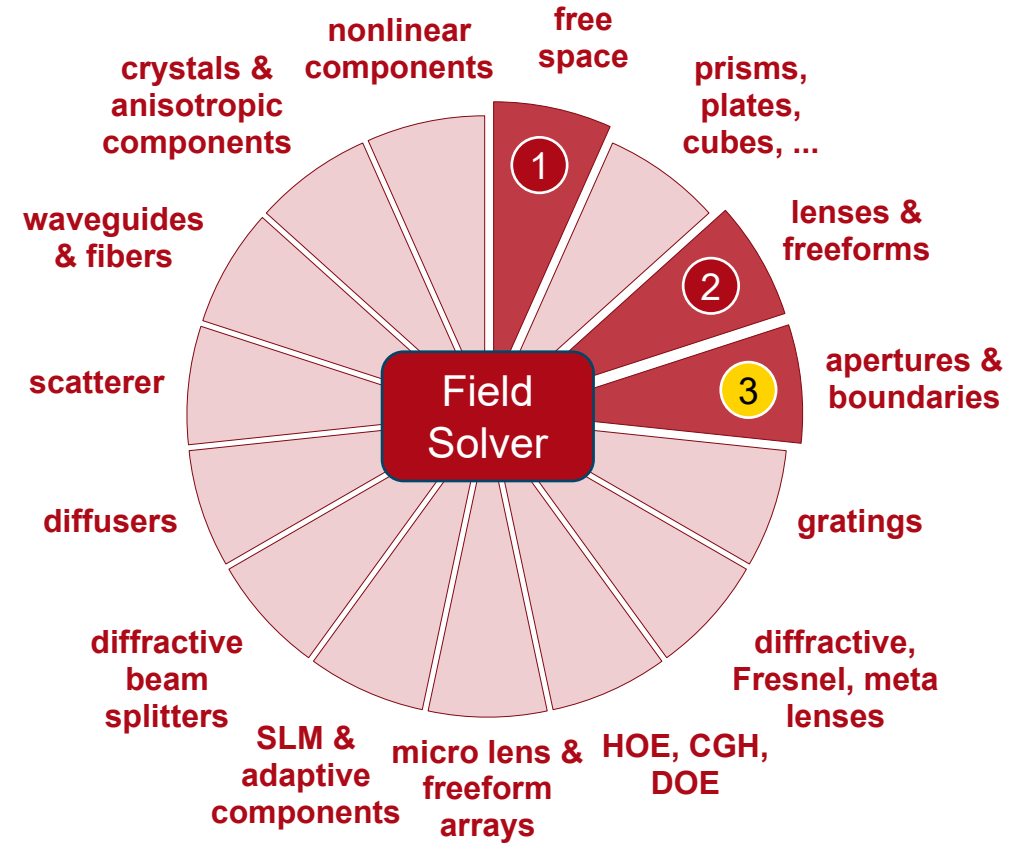 free
space
prisms,
plates,
cubes, ...
lenses &
freeforms
apertures &
boundaries
gratings
diffractive,
Fresnel, meta
lenses
HOE, CGH,
DOE
micro lens &
freeform
arrays
SLM &
adaptive
components
diffractive
beam
splitters
diffusers
scatterer
waveguides
& fibers
crystals &
anisotropic
components
nonlinear
components
1
2
3
Field
Solver